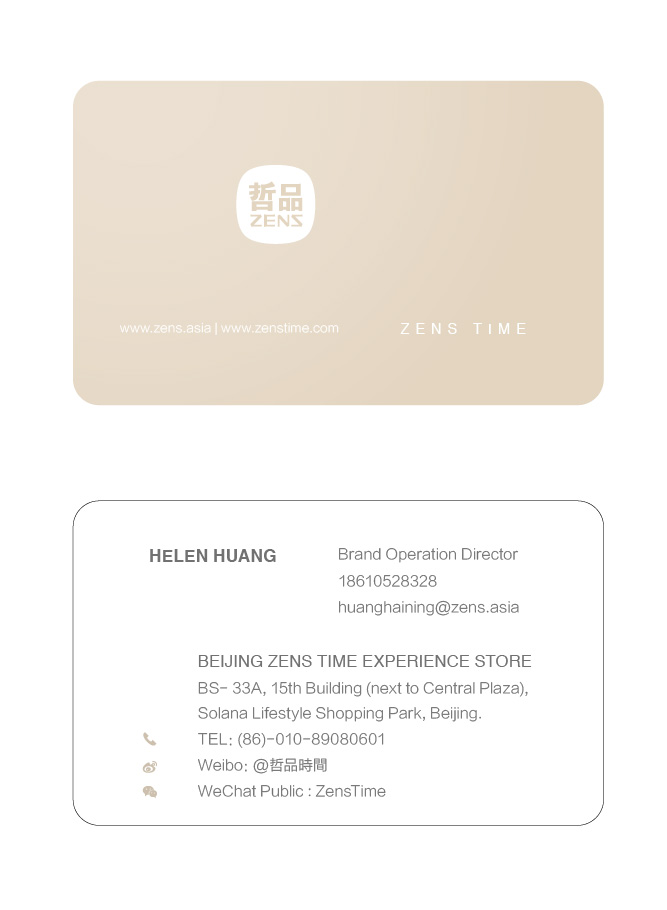 哲品
ZENS
www.zens.asia | www.zenstime.com
ZENS TIME
HELEN HUANG
Brand Operation Director
18610528328
huanghaining@zens.asia
BEIJING ZENS TIME EXPERIENCE STORE
BS- 33A, 15th Building (next to Central Plaza),
Solana Lifestyle Shopping Park, Beijing.
TEL: (86)-010-89080601
Weibo: @哲品時間
WeChat Public : ZensTime